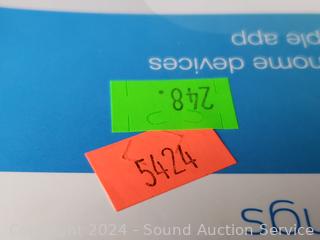 home devices
ple app
248.
5424
ngs
Copyright 2024 - Sound Auction Service